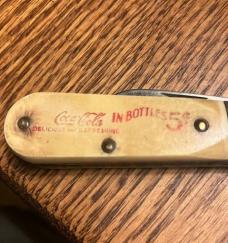 Coca-Cola IN BOTTLES 5¢
DELICIOUS AND REFRESHING